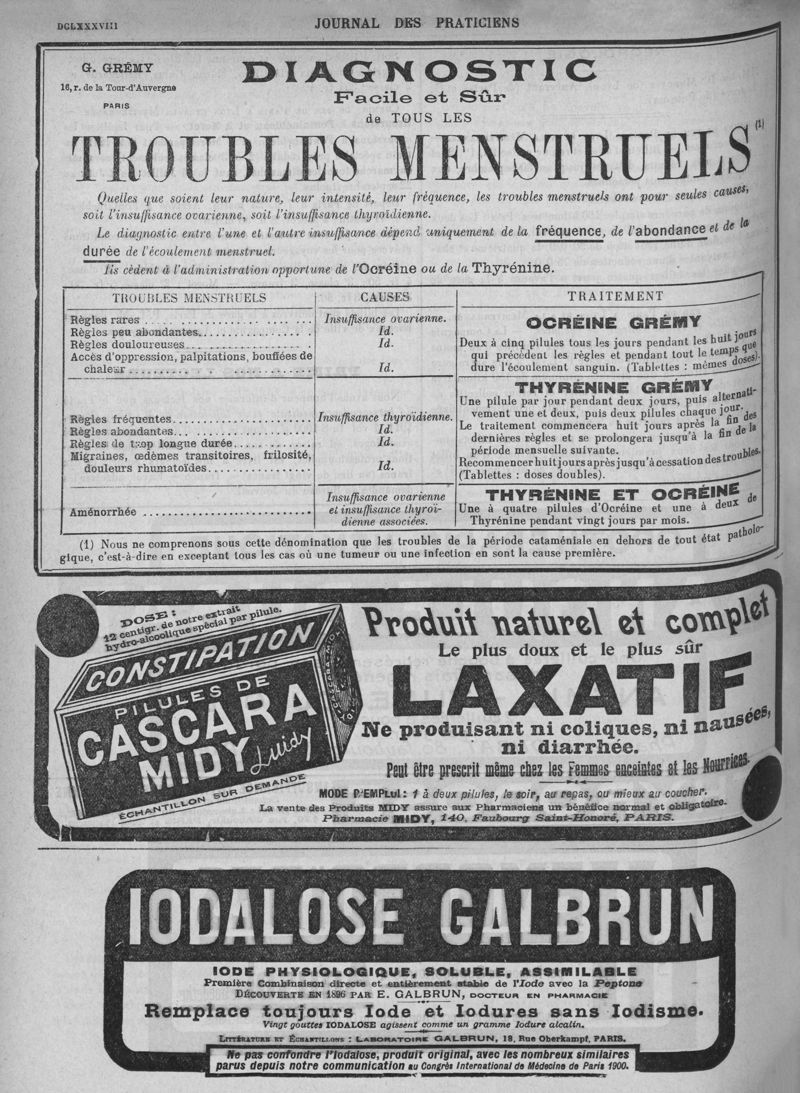 DCLXXXVIII
JOURNAL DES PRATICIENS
G. GRÉMY
16, r. de la Tour-d'Auvergne
PARIS
DIAGNOSTIC
Facile et Sûr
de TOUS LES
TROUBLES MENSTRUELS (1)
Quelles que soient leur nature, leur intensité, leur fréquence, les troubles menstruels ont pour seules causes,
soit l'insuffisance ovarienne, soit l'insuffisance thyroïdienne.
Le diagnostic entre l'une et l'autre insuffisance dépend uniquement de la fréquence, de l'abondance et de la
durée de l'écoulement menstruel.
Ils cèdent à l'administration opportune de l'Ocréine ou de la Thyrénine.
TROUBLES MENSTRUELS
CAUSES
TRAITEMENT
Règles rares
Insuffisance ovarienne.
Règles peu abondantes
Id.
Règles douloureuses
Id.
Accès d'oppression, palpitations, bouffées de
chaleur
Id.
OCRÉINE GRÉMY
Deux à cinq pilules tous les jours pendant les huit jours
qui précèdent les règles et pendant tout le temps que
dure l'écoulement sanguin. (Tablettes : mêmes doses).
Règles fréquentes
Insuffisance thyroïdienne.
Règles abondantes
Id.
Règles de trop longue durée
Id.
Migraines, œdèmes transitoires, frilosité,
douleurs rhumatoïdes
Id.
THYRÉNINE GRÉMY
Une pilule par jour pendant deux jours, puis alternati-
vement une et deux, puis deux pilules chaque jour.
Le traitement commencera huit jours après la fin des
dernières règles et se prolongera jusqu'à la fin de la
période mensuelle suivante.
Recommencer huit jours après jusqu'à cessation des troubles.
(Tablettes : doses doubles).
Aménorrhée
Insuffisance ovarienne
et insuffisance thyroï-
dienne associées.
THYRÉNINE ET OCRÉINE
Une à quatre pilules d'Ocréine et une à deux de
Thyrénine pendant vingt jours par mois.
(1) Nous ne comprenons sous cette dénomination que les troubles de la période cataméniale en dehors de tout état patholo-
gique, c'est-à-dire en exceptant tous les cas où une tumeur ou une infection en sont la cause première.
DOSE :
12 centigr. de notre extrait
hydro-alcoolique spécial par pilule.
CONSTIPATION
PILULES DE
CASCARA
MIDY
Midy
CASCARA-MIDY
ÉCHANTILLON SUR DEMANDE
Produit naturel et complet
Le plus doux et le plus sûr
LAXATIF
Ne produisant ni coliques, ni nausées,
ni diarrhée.
Peut être prescrit même chez les Femmes enceintes et les Nourrices.
MODE D'EMPLOI : 1 à deux pilules, le soir, au repas, ou mieux au coucher.
La vente des Produits MIDY assure aux Pharmaciens un bénéfice normal et obligatoire.
Pharmacie MIDY, 140, Faubourg Saint-Honoré, PARIS.
IODALOSE GALBRUN
IODE PHYSIOLOGIQUE, SOLUBLE, ASSIMILABLE
Première Combinaison directe et entièrement stable de l'Iode avec la Peptone
DÉCOUVERTE EN 1896 PAR E. GALBRUN, DOCTEUR EN PHARMACIE
Remplace toujours Iode et Iodures sans Iodisme.
Vingt gouttes IODALOSE agissent comme un gramme Iodure alcalin.
LITTÉRATURE ET ÉCHANTILLONS : LABORATOIRE GALBRUN, 18, Rue Oberkampf, PARIS.
Ne pas confondre l'Iodalose, produit original, avec les nombreux similaires
parus depuis notre communication au Congrès International de Médecine de Paris 1900.